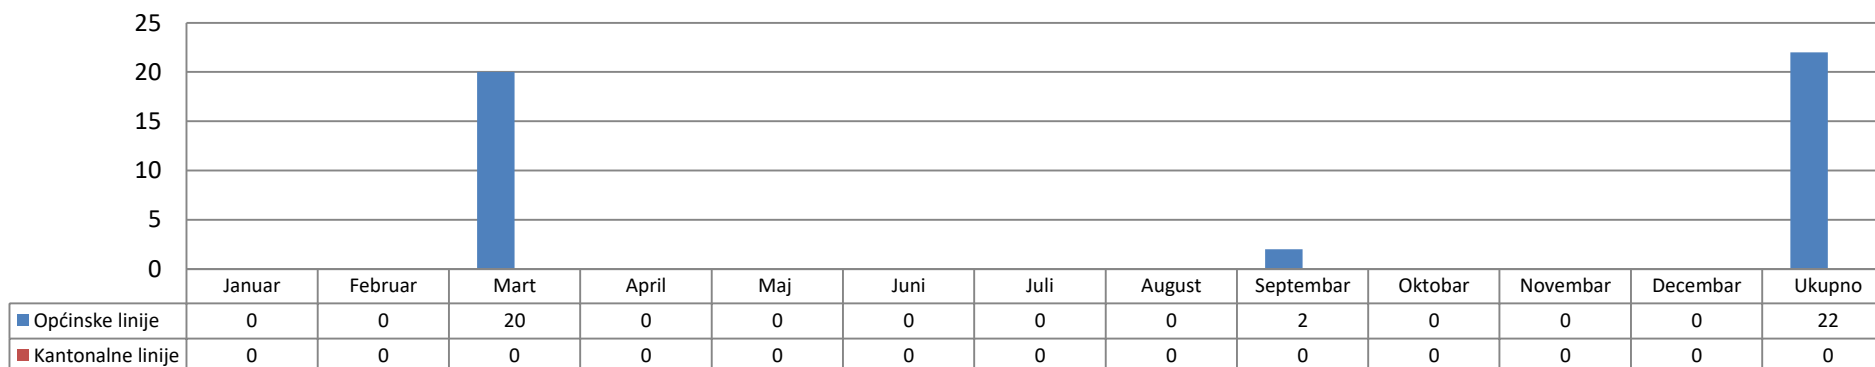 25
20
15
10
5
0
Januar Februar Mart April Maj Juni Juli August Septembar Oktobar Novembar Decembar Ukupno
Općinske linije 0 0 20 0 0 0 0 0 2 0 0 0 22
Kantonalne linije 0 0 0 0 0 0 0 0 0 0 0 0 0